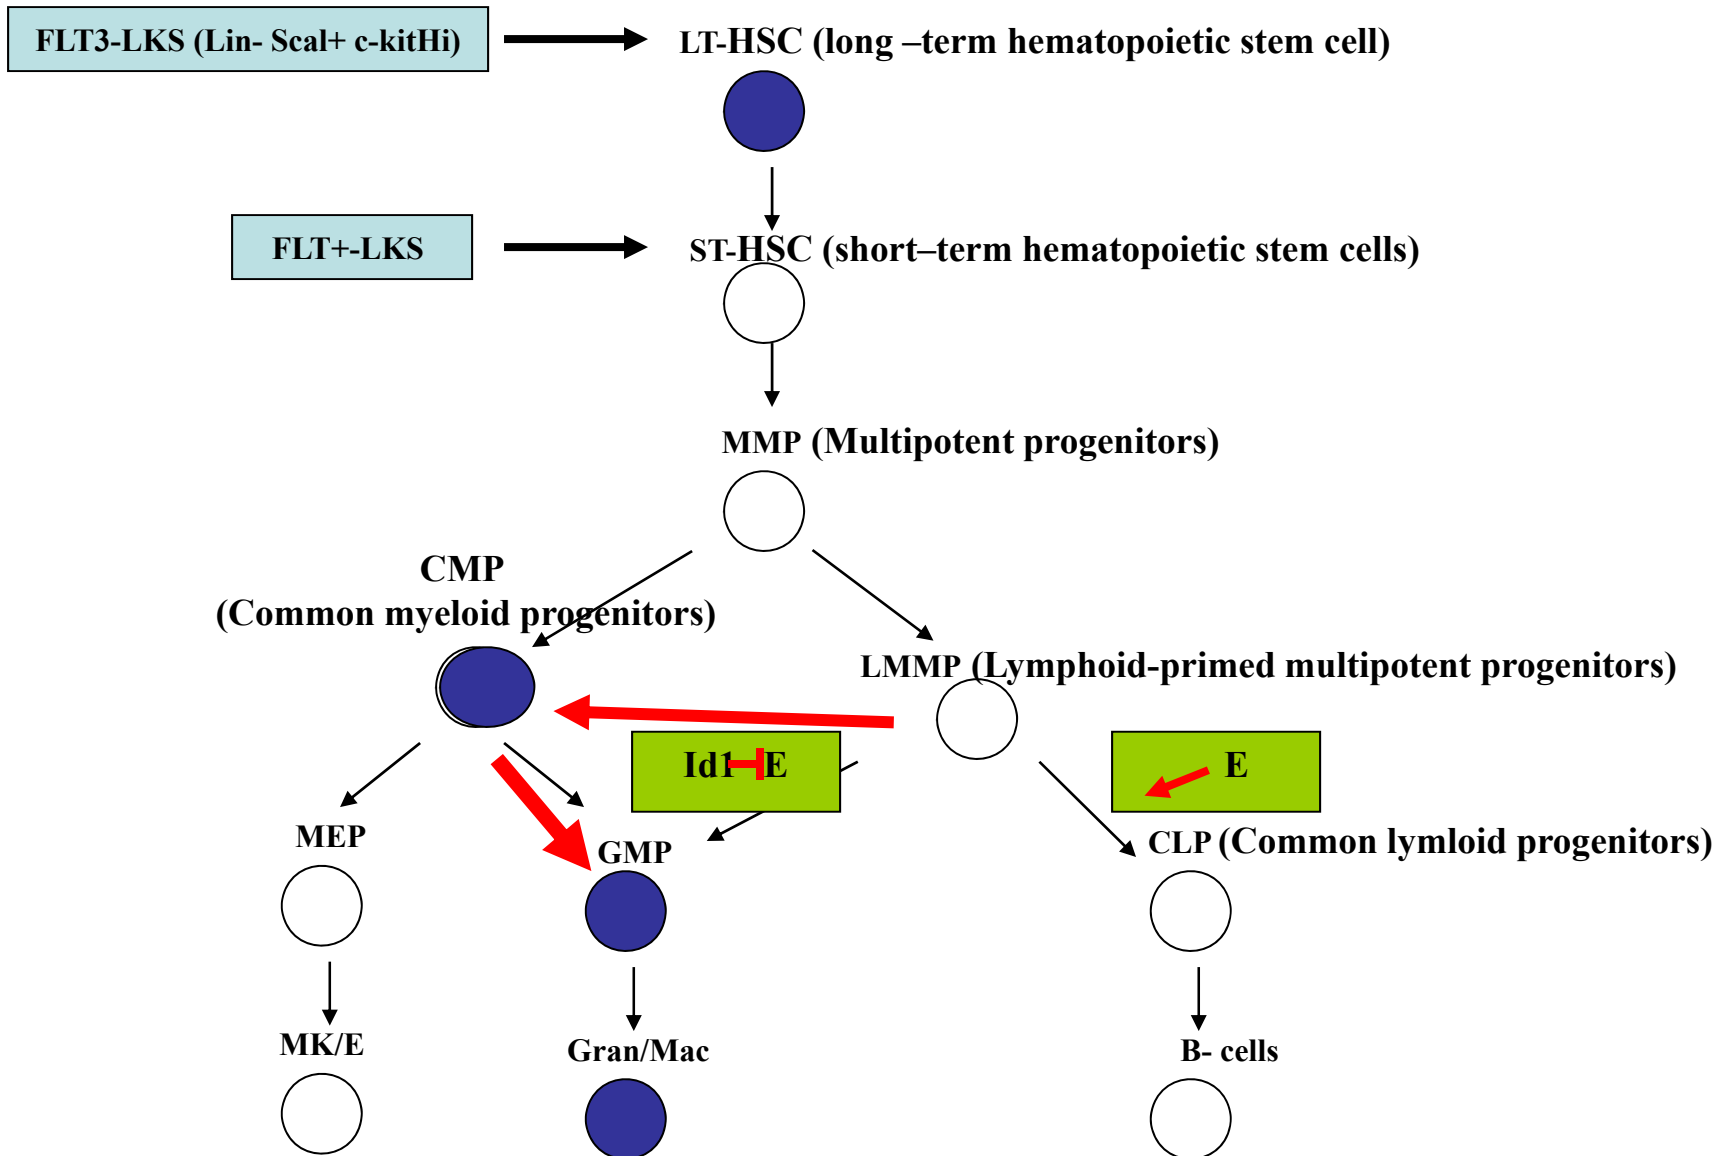 FLT3-LKS (Lin- Scal+ c-kitHi)
LT-HSC (long –term hematopoietic stem cell)
FLT+-LKS
ST-HSC (short–term hematopoietic stem cells)
MMP (Multipotent progenitors)
CMP
(Common myeloid progenitors)
LMMP (Lymphoid-primed multipotent progenitors)
Id1 E
E
MEP
GMP
CLP (Common lymloid progenitors)
MK/E
Gran/Mac
B- cells